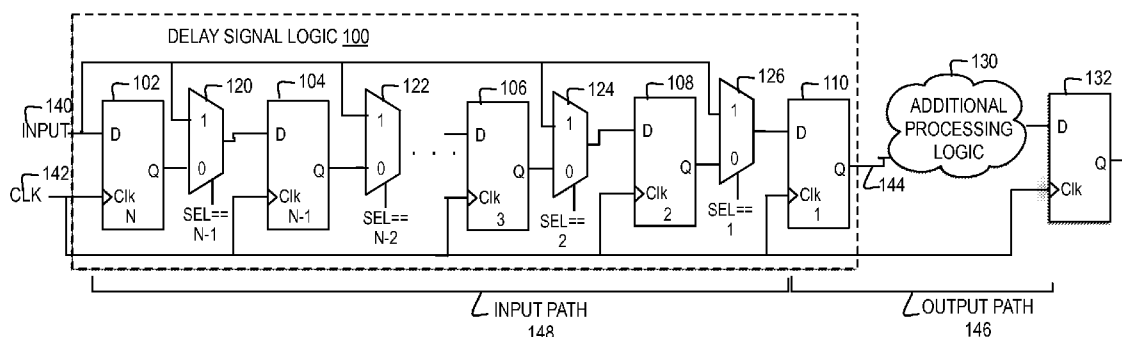 DELAY SIGNAL LOGIC 100
102 120 104 122 106 124 108 126 110 130 132
140
INPUT
142
CLK
D Q Clk N
1 0
SEL==
N-1
D Q Clk N-1
1 0
SEL==
N-2
. . .
D Q Clk 3
1 0
SEL==
2
D Q Clk 2
1 0
SEL==
1
D Q Clk 1
144
ADDITIONAL
PROCESSING
LOGIC
D Q Clk
INPUT PATH
148
OUTPUT PATH
146